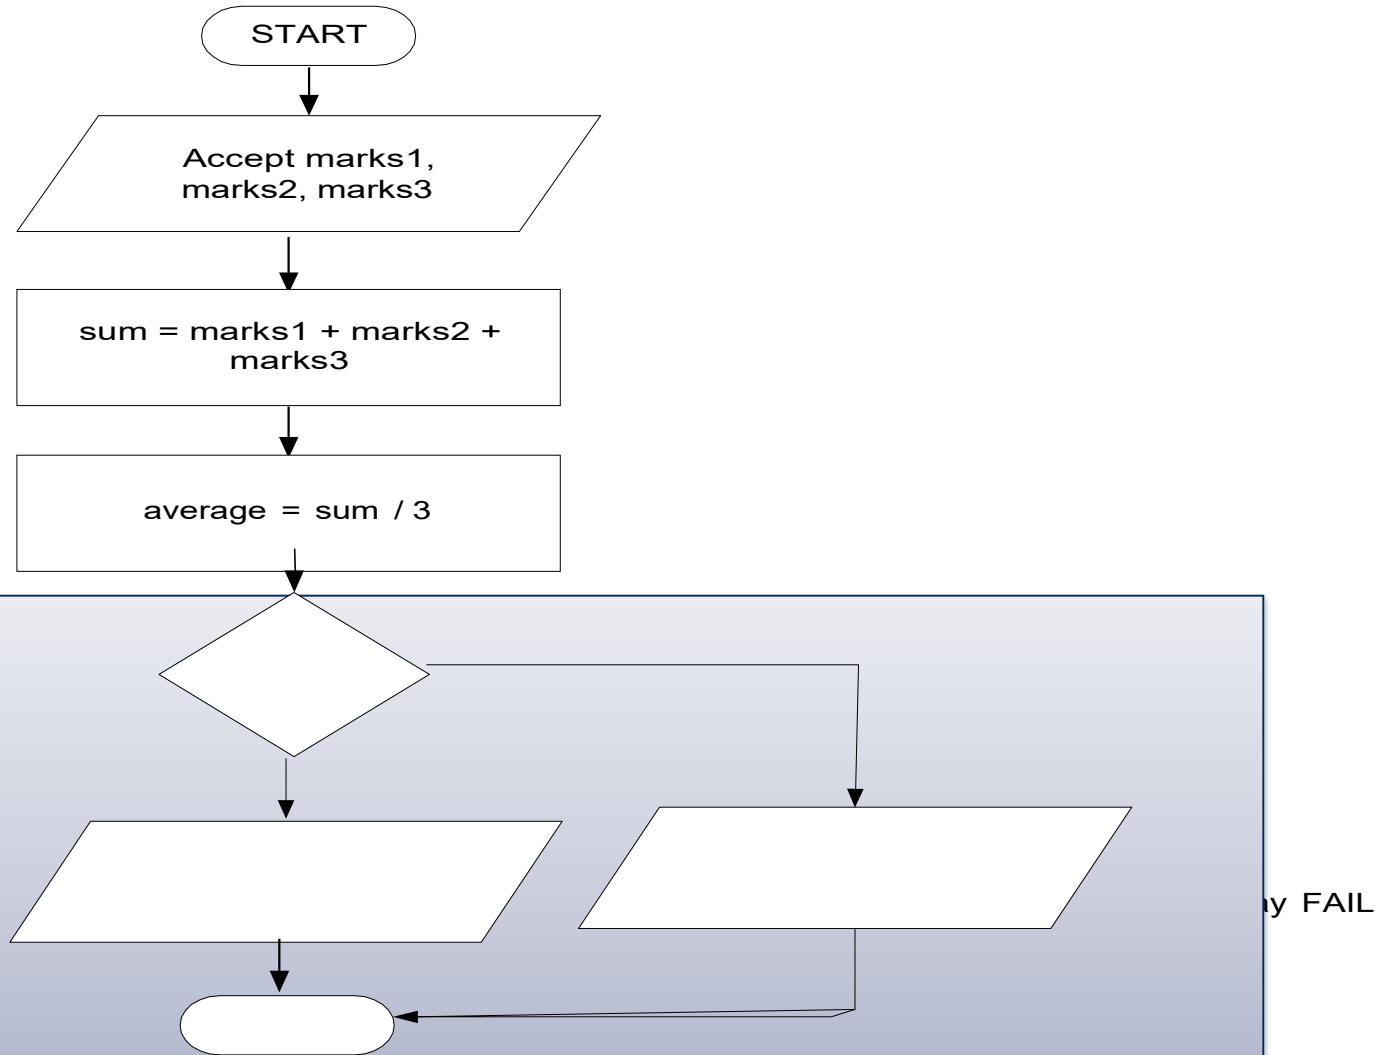 START
Accept marks1,
marks2, marks3
sum = marks1 + marks2 +
marks3
average = sum / 3
FAIL